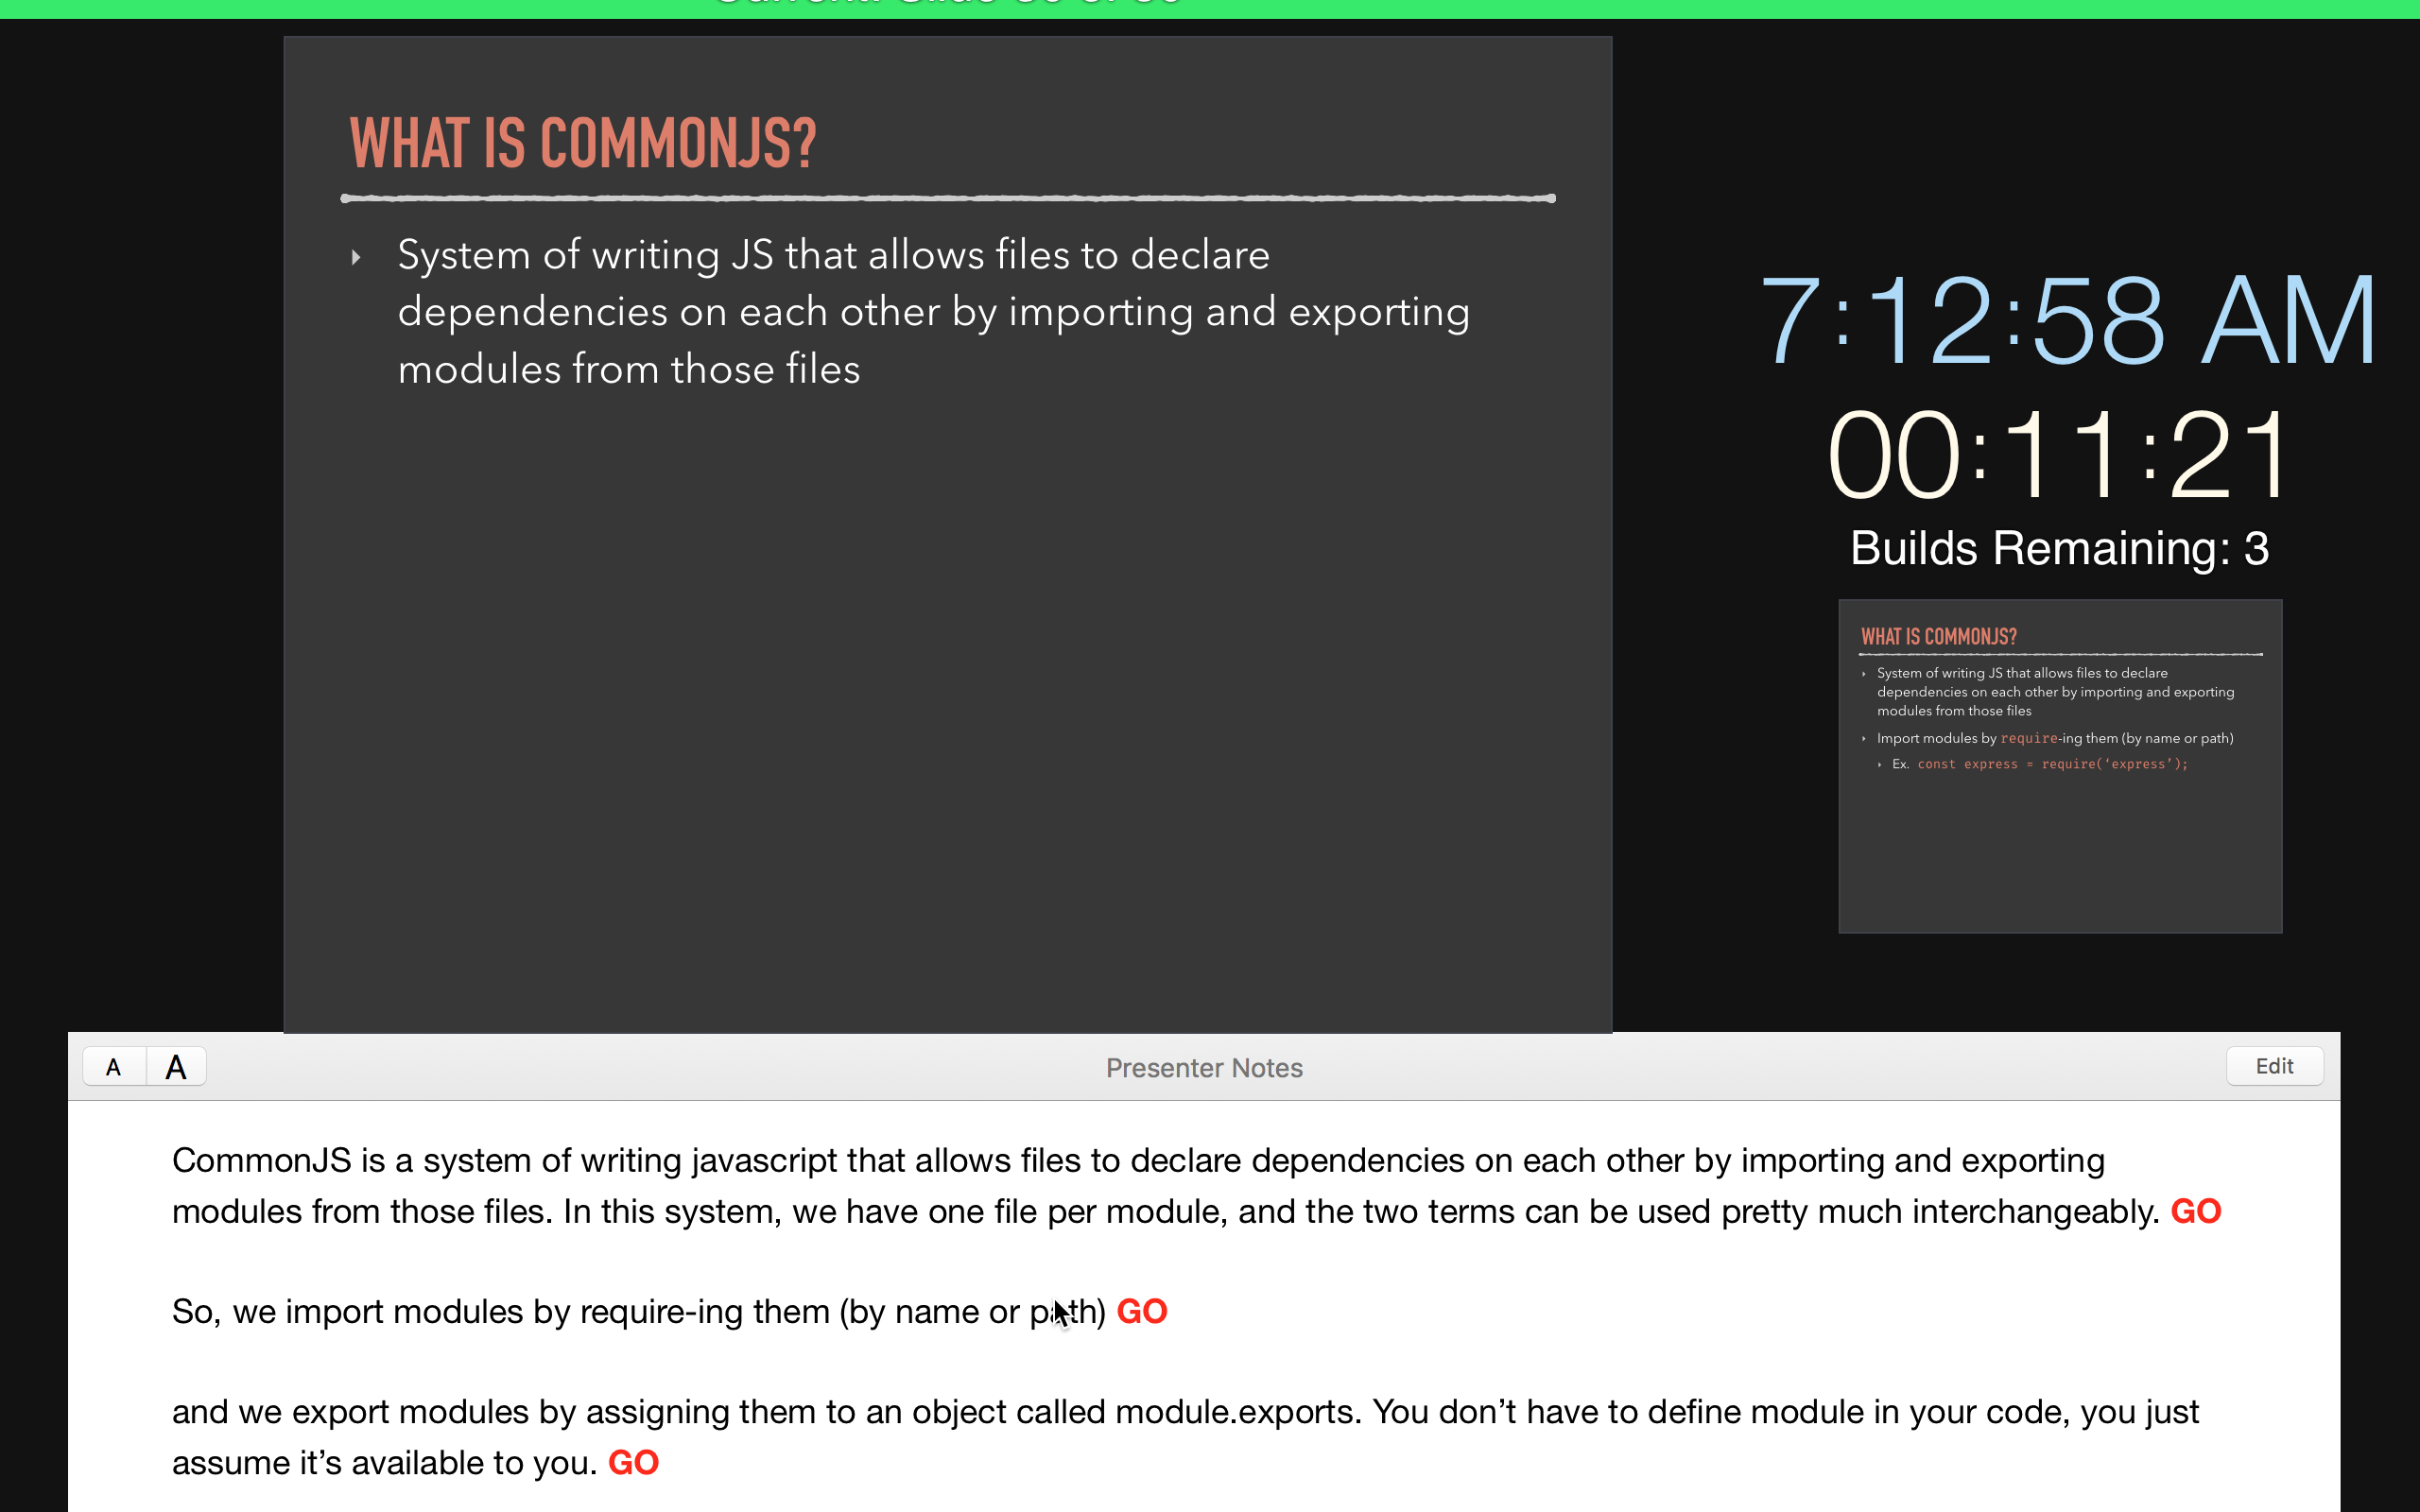 WHAT IS COMMONJS?
System of writing JS that allows files to declare
dependencies on each other by importing and exporting
modules from those files
7:12:58 AM
00:11:21
Builds Remaining: 3
WHAT IS COMMONJS?
System of writing JS that allows files to declare
dependencies on each other by importing and exporting
modules from those files
Import modules by require-ing them (by name or path)
Ex. const express = require(‘express’);
A A Presenter Notes Edit
CommonJS is a system of writing javascript that allows files to declare dependencies on each other by importing and exporting
modules from those files. In this system, we have one file per module, and the two terms can be used pretty much interchangeably. GO
So, we import modules by require-ing them (by name or path) GO
and we export modules by assigning them to an object called module.exports. You don’t have to define module in your code, you just
assume it’s available to you. GO